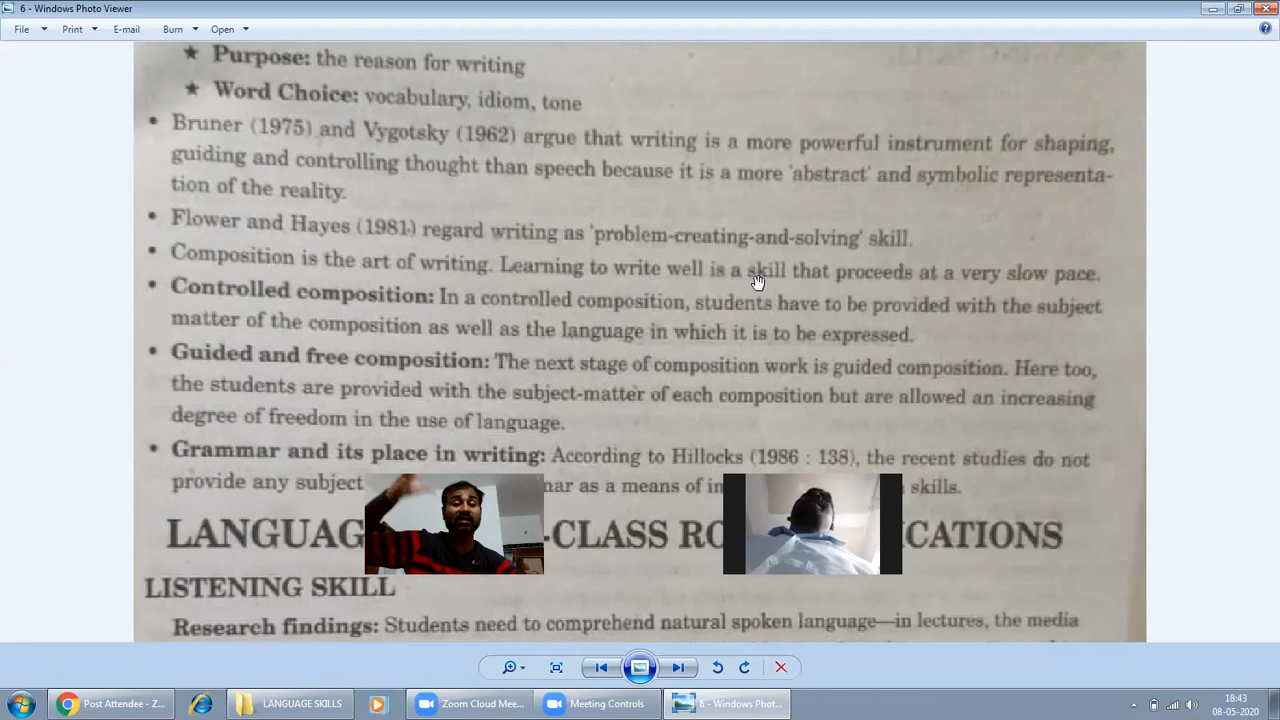 6 - Windows Photo Viewer
File Print E-mail Burn Open
★ Purpose: the reason for writing
★ Word Choice: vocabulary, idiom, tone
• Bruner (1975) and Vygotsky (1962) argue that writing is a more powerful instrument for shaping,
guiding and controlling thought than speech because it is a more 'abstract' and symbolic representa-
tion of the reality.
• Flower and Hayes (1981) regard writing as 'problem-creating-and-solving' skill.
• Composition is the art of writing. Learning to write well is a skill that proceeds at a very slow pace.
• Controlled composition: In a controlled composition, students have to be provided with the subject
matter of the composition as well as the language in which it is to be expressed.
• Guided and free composition: The next stage of composition work is guided composition. Here too,
the students are provided with the subject-matter of each composition but are allowed an increasing
degree of freedom in the use of language.
• Grammar and its place in writing: According to Hillocks (1986 : 138), the recent studies do not
provide any subject as a means of skills.
-CLASS
LISTENING SKILL
Research findings: Students need to comprehend natural spoken language—in lectures, the media
Post Attendee - Z... LANGUAGE SKILLS Zoom Cloud Mee... Meeting Controls 6 - Windows Phot...
18:43
08-05-2020